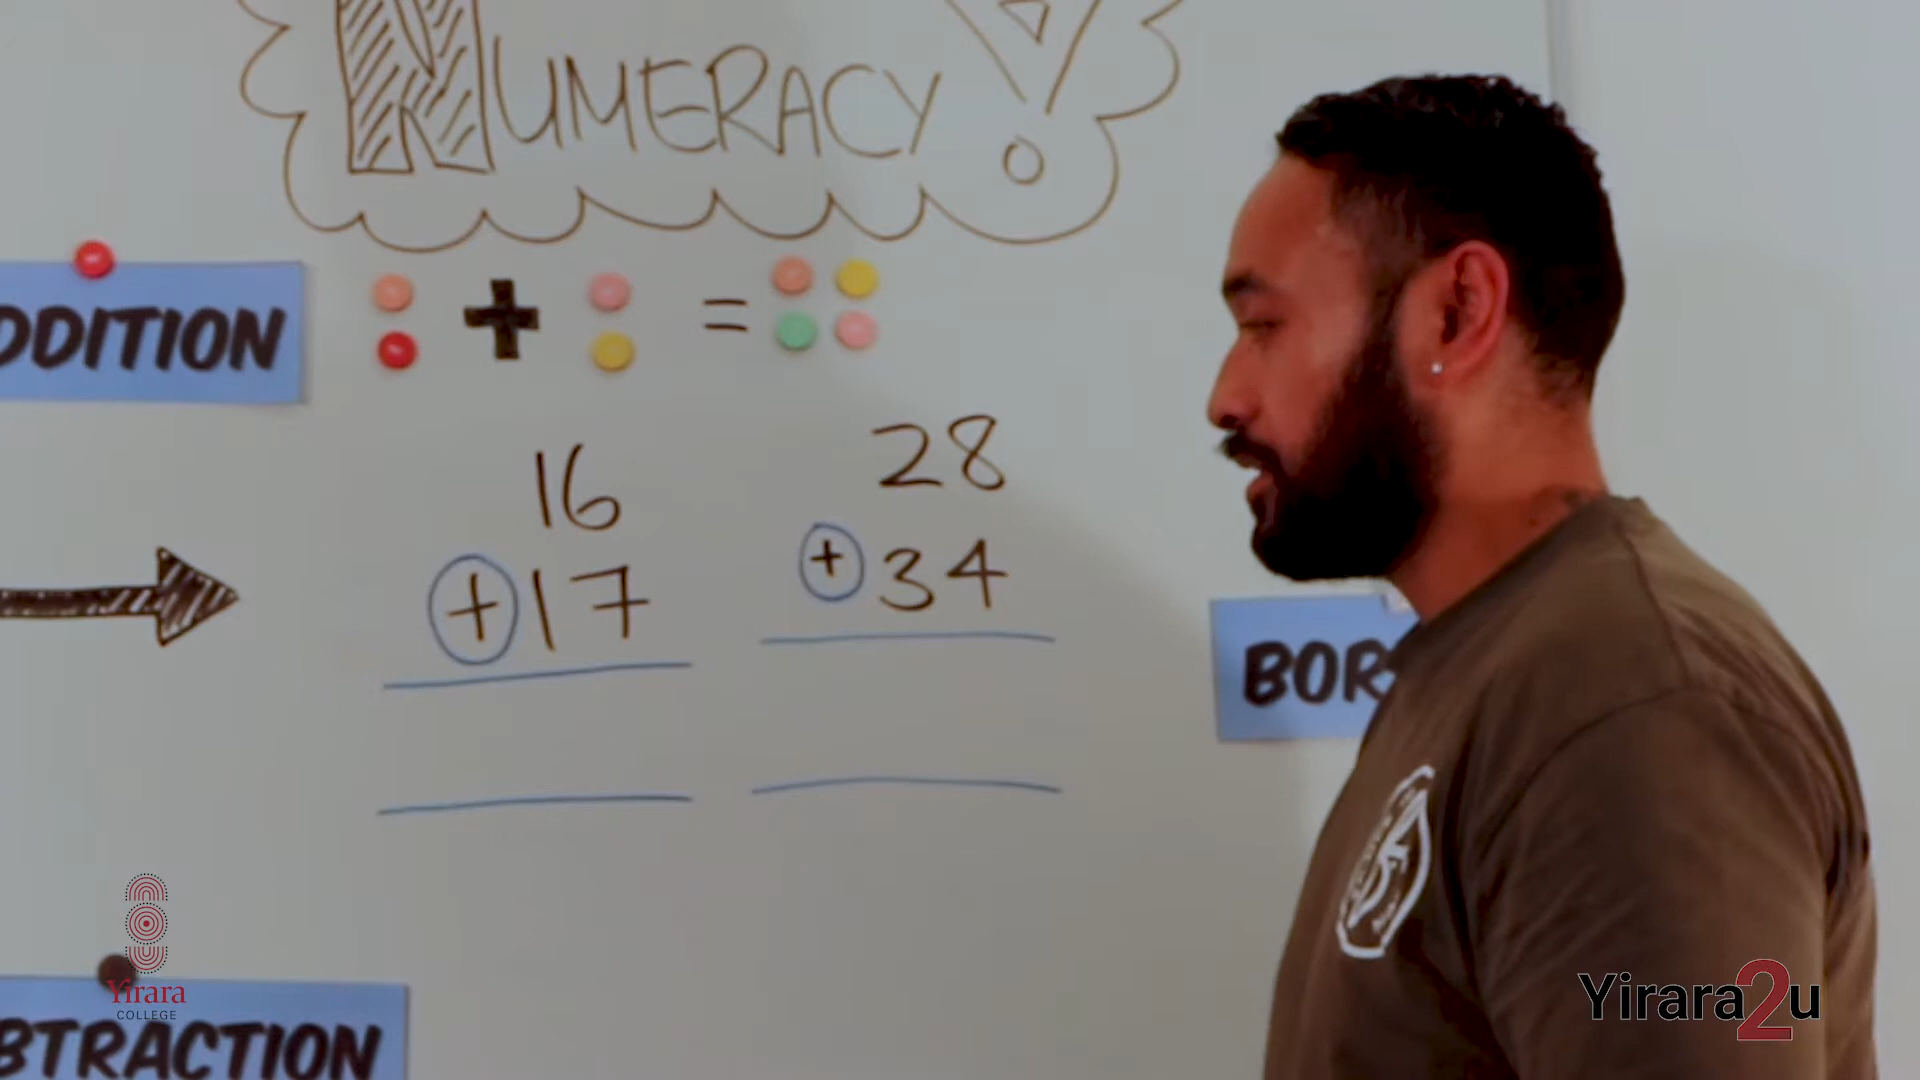 NUMERACY!
DDITION
+ =
16
+17
28
+34
BOR
BTRACTION
Yirara
COLLEGE
Yirara2u